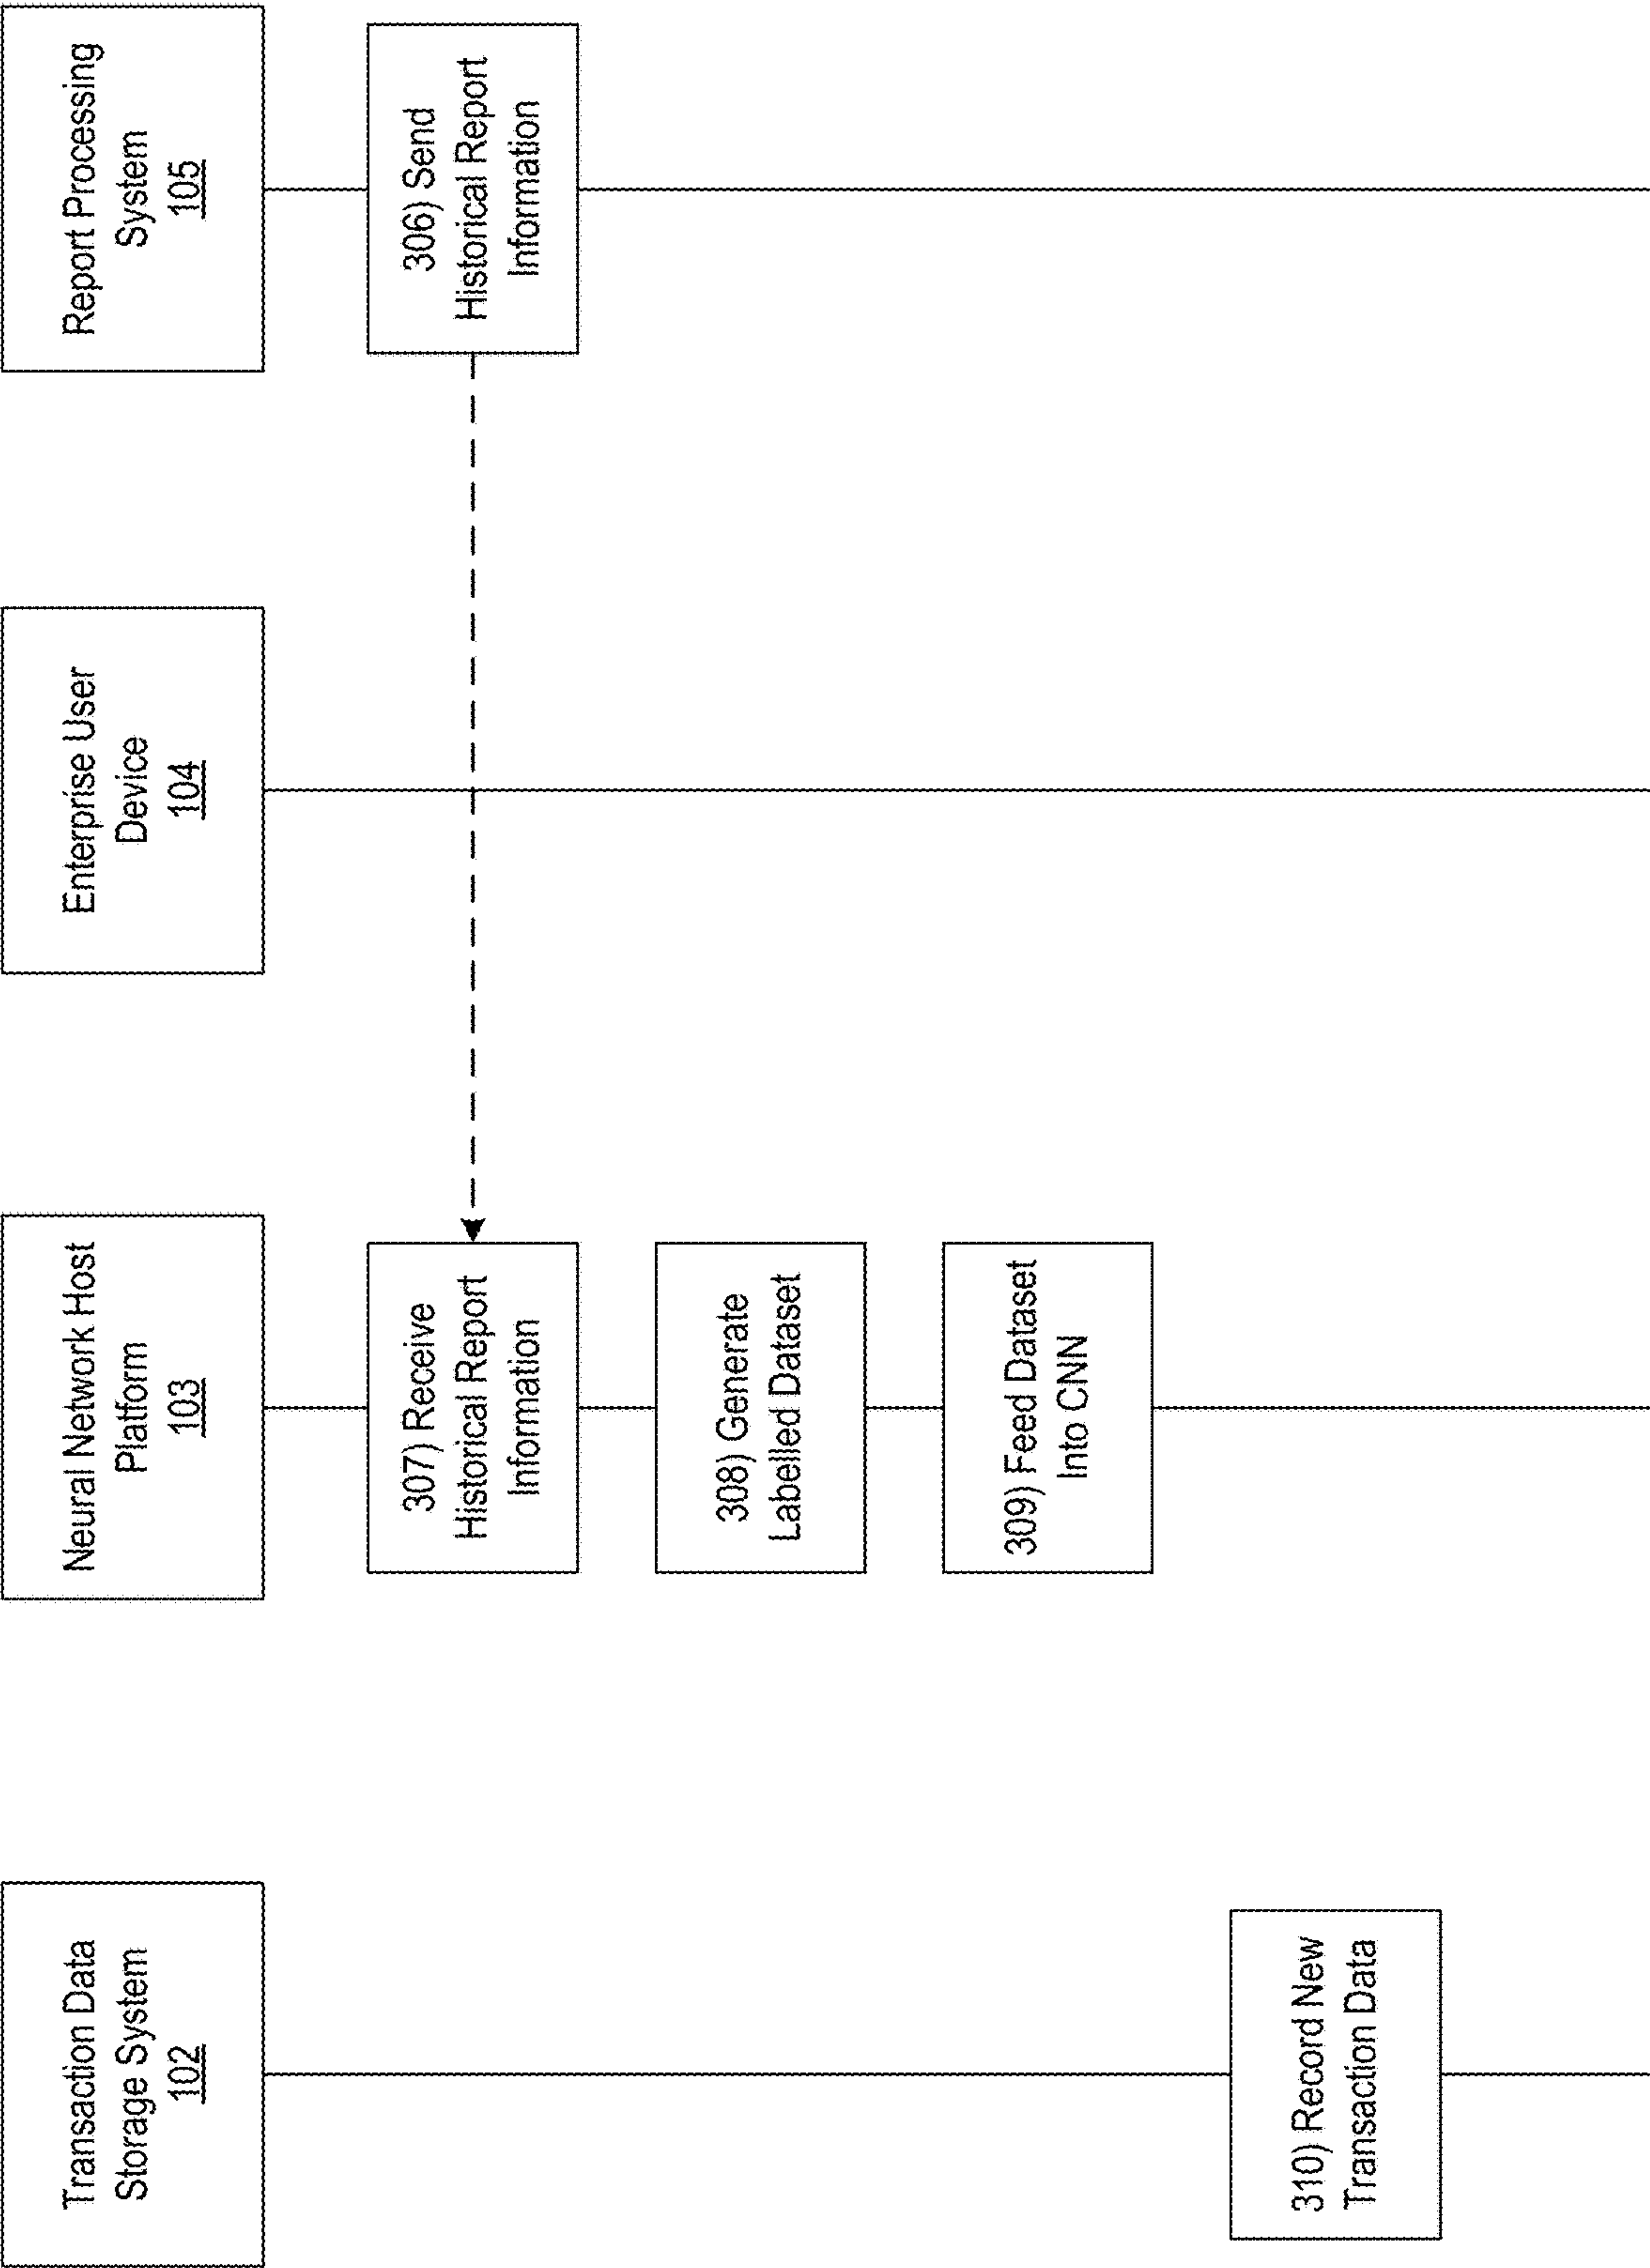 Transaction Data
Storage System
102
Neural Network Host
Platform
103
Enterprise User
Device
104
Report Processing
System
105
307) Receive
Historical Report
Information
306) Send
Historical Report
Information
308) Generate
Labelled Dataset
309) Feed Dataset
Into CNN
310) Record New
Transaction Data